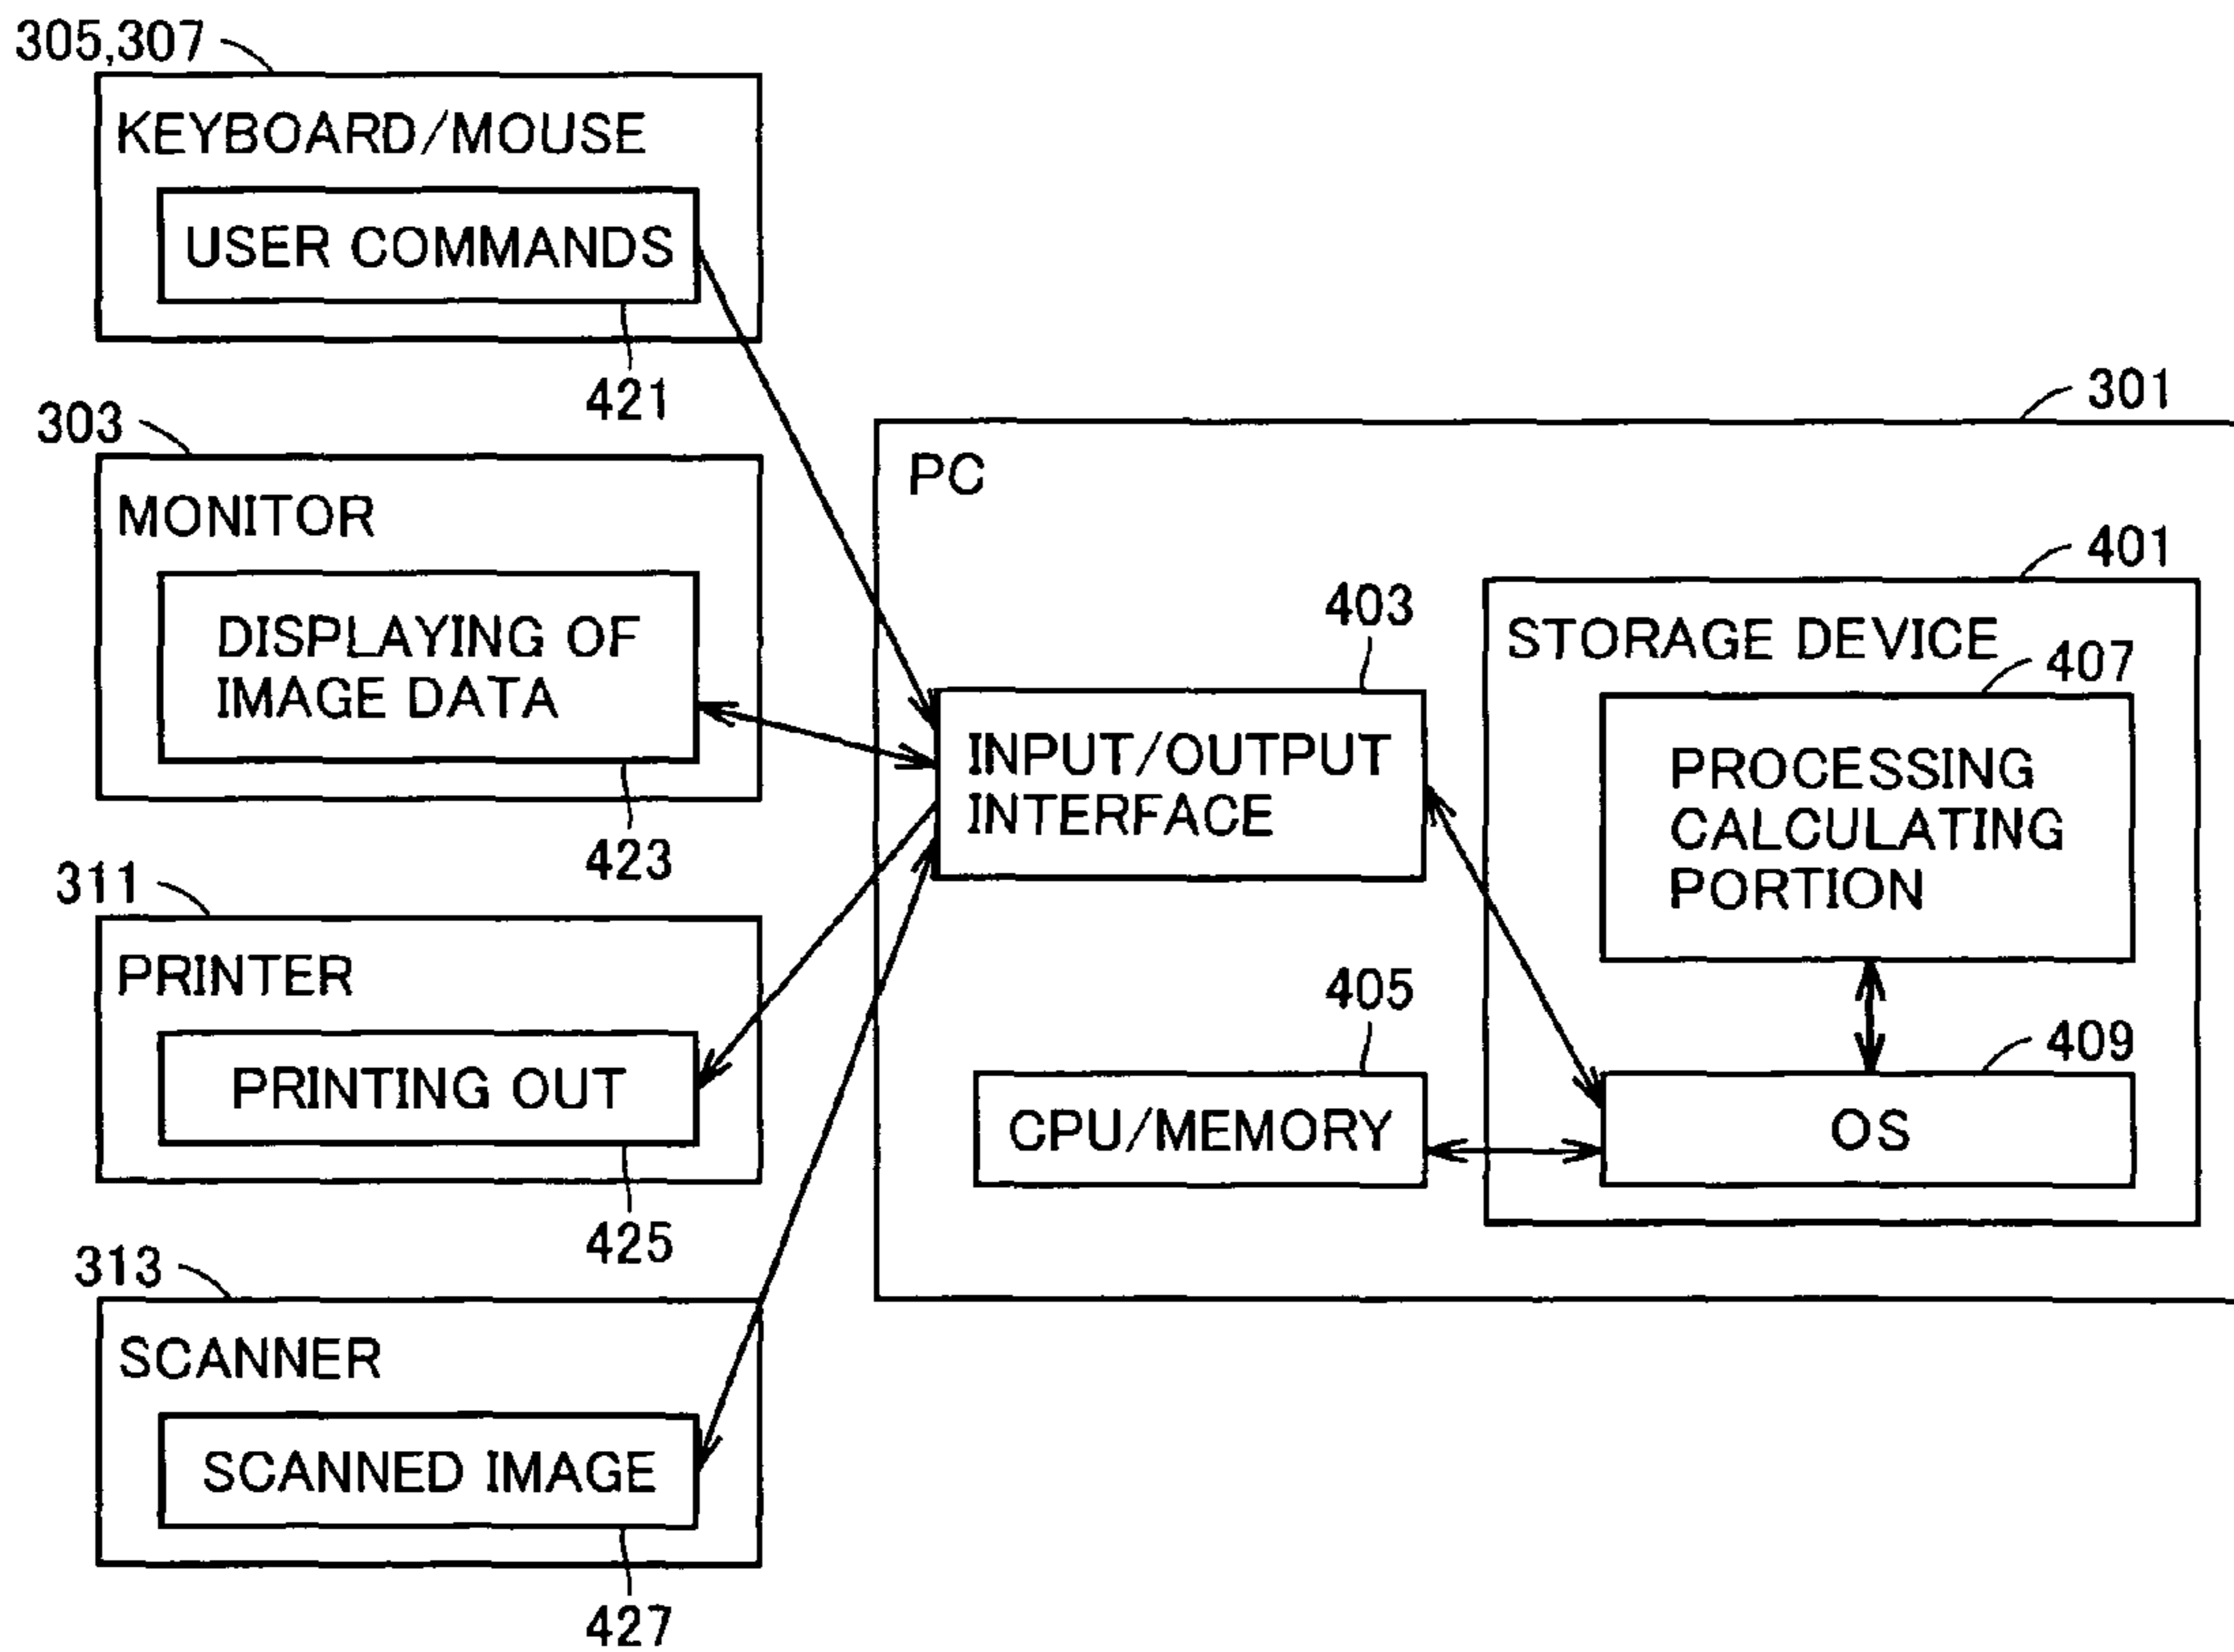 305,307
KEYBOARD/MOUSE
USER COMMANDS
421
303
MONITOR
DISPLAYING OF
IMAGE DATA
423
311
PRINTER
PRINTING OUT
425
313
SCANNER
SCANNED IMAGE
427
301
PC
403
INPUT/OUTPUT
INTERFACE
405
CPU/MEMORY
401
STORAGE DEVICE
407
PROCESSING
CALCULATING
PORTION
409
OS